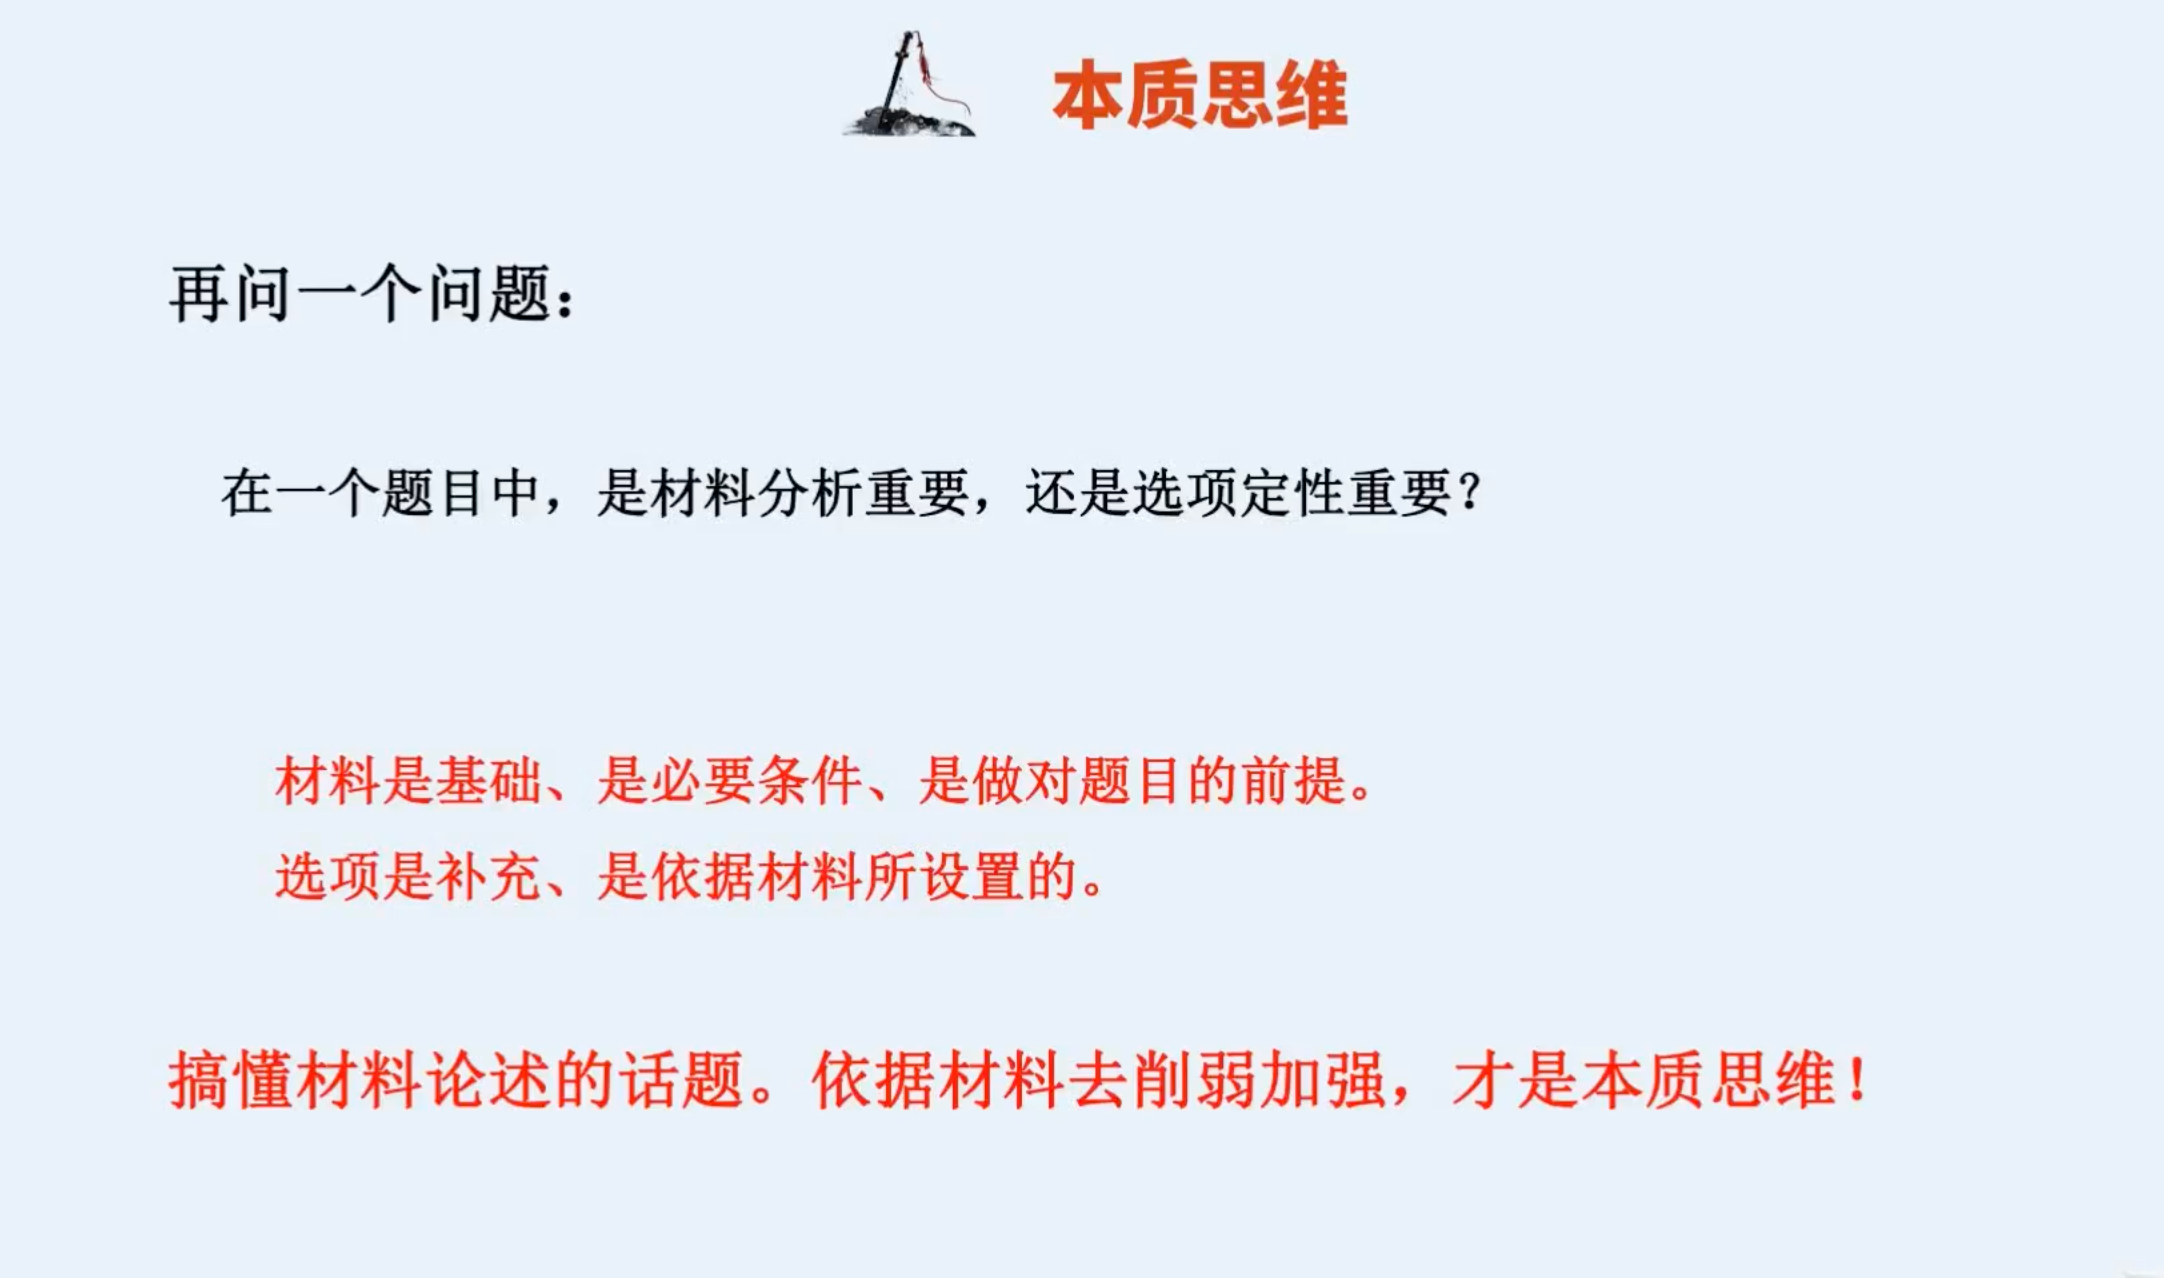 本质思维
再问一个问题：
在一个题目中，是材料分析重要，还是选项定性重要？
材料是基础、是必要条件、是做对题目的前提。
选项是补充、是依据材料所设置的。
搞懂材料论述的话题。依据材料去削弱加强，才是本质思维！